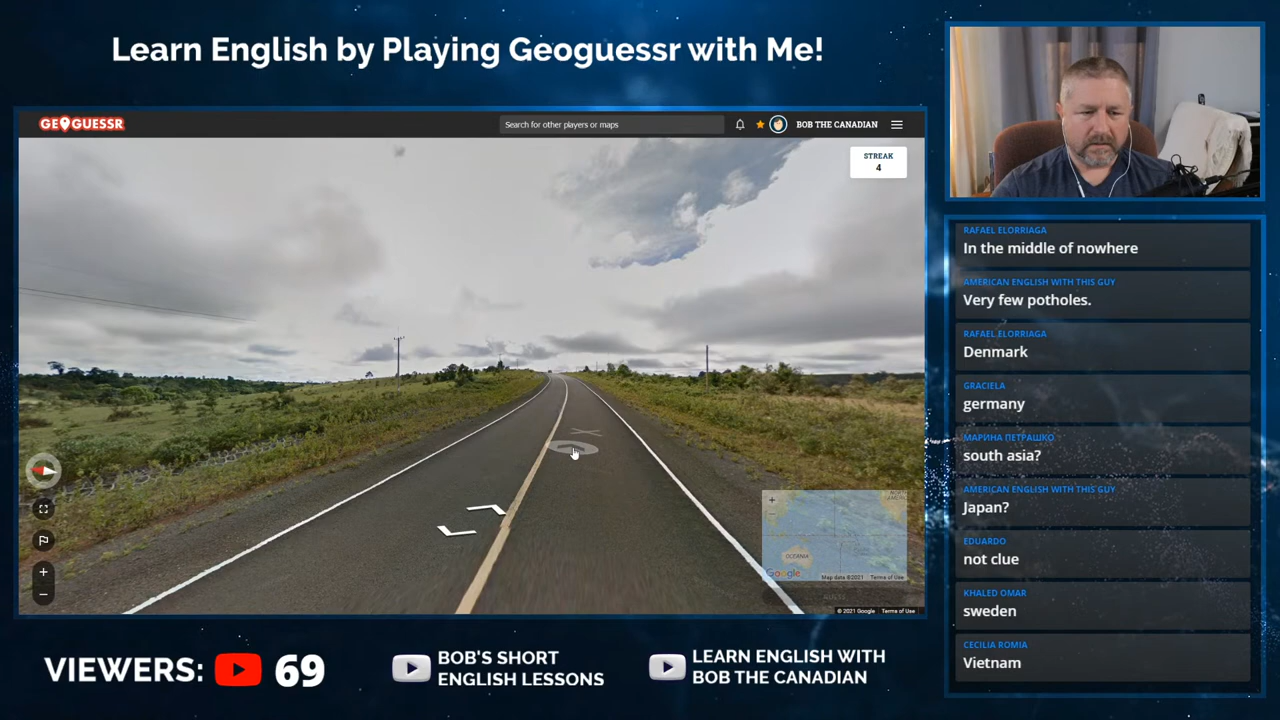 Learn English by Playing Geoguessr with Me!
GEOGUESSR
Search for other players or maps
BOB THE CANADIAN
STREAK
4
OCEANIA
Google
Map data ©2021 Terms of Use
© 2021 Google Terms of Use
RAFAEL ELORRIAGA
In the middle of nowhere
AMERICAN ENGLISH WITH THIS GUY
Very few potholes.
RAFAEL ELORRIAGA
Denmark
GRACIELA
germany
МАРИНА ПЕТРАШКО
south asia?
AMERICAN ENGLISH WITH THIS GUY
Japan?
EDUARDO
not clue
KHALED OMAR
sweden
CECILIA ROMIA
Vietnam
VIEWERS: 69
BOB'S SHORT
ENGLISH LESSONS
LEARN ENGLISH WITH
BOB THE CANADIAN